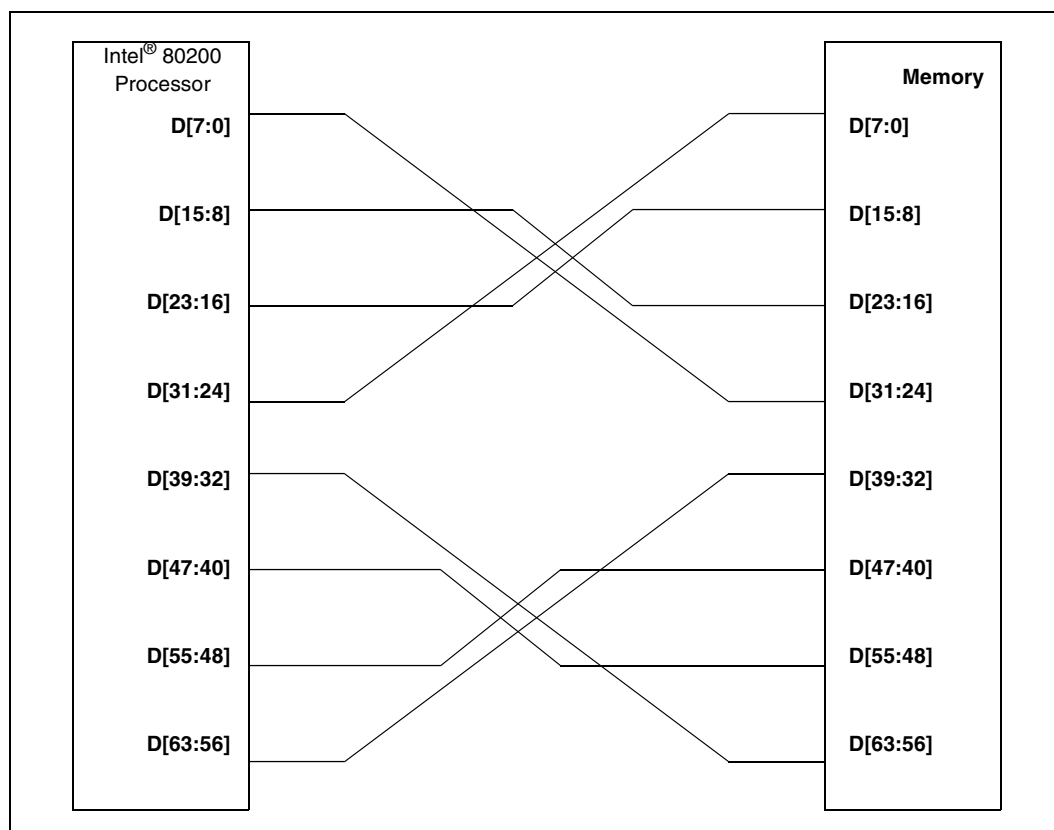 Intel® 80200
Processor
D[7:0]
D[15:8]
D[23:16]
D[31:24]
D[39:32]
D[47:40]
D[55:48]
D[63:56]
Memory
D[7:0]
D[15:8]
D[23:16]
D[31:24]
D[39:32]
D[47:40]
D[55:48]
D[63:56]